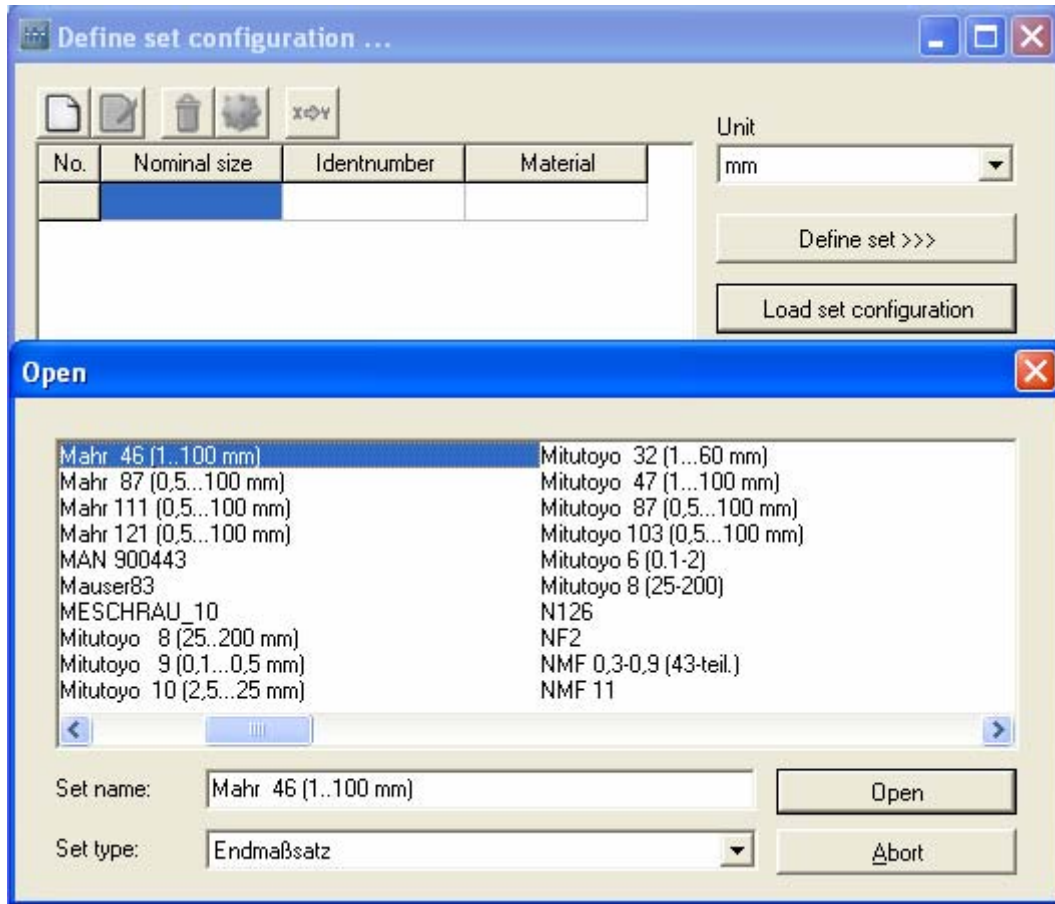 Define set configuration ...
X⇨Y
Unit
No. Nominal size Identnumber Material
mm
Define set >>>
Load set configuration
Open
Mahr 46 (1..100 mm)
Mahr 87 (0,5...100 mm)
Mahr 111 (0,5...100 mm)
Mahr 121 (0,5...100 mm)
MAN 900443
Mauser83
MESCHRAU_10
Mitutoyo 8 (25..200 mm)
Mitutoyo 9 (0,1...0,5 mm)
Mitutoyo 10 (2,5...25 mm)
Mitutoyo 32 (1...60 mm)
Mitutoyo 47 (1...100 mm)
Mitutoyo 87 (0,5...100 mm)
Mitutoyo 103 (0,5...100 mm)
Mitutoyo 6 (0.1-2)
Mitutoyo 8 (25-200)
N126
NF2
NMF 0,3-0,9 (43-teil.)
NMF 11
Set name: Mahr 46 (1..100 mm)
Open
Set type: Endmaßsatz
Abort